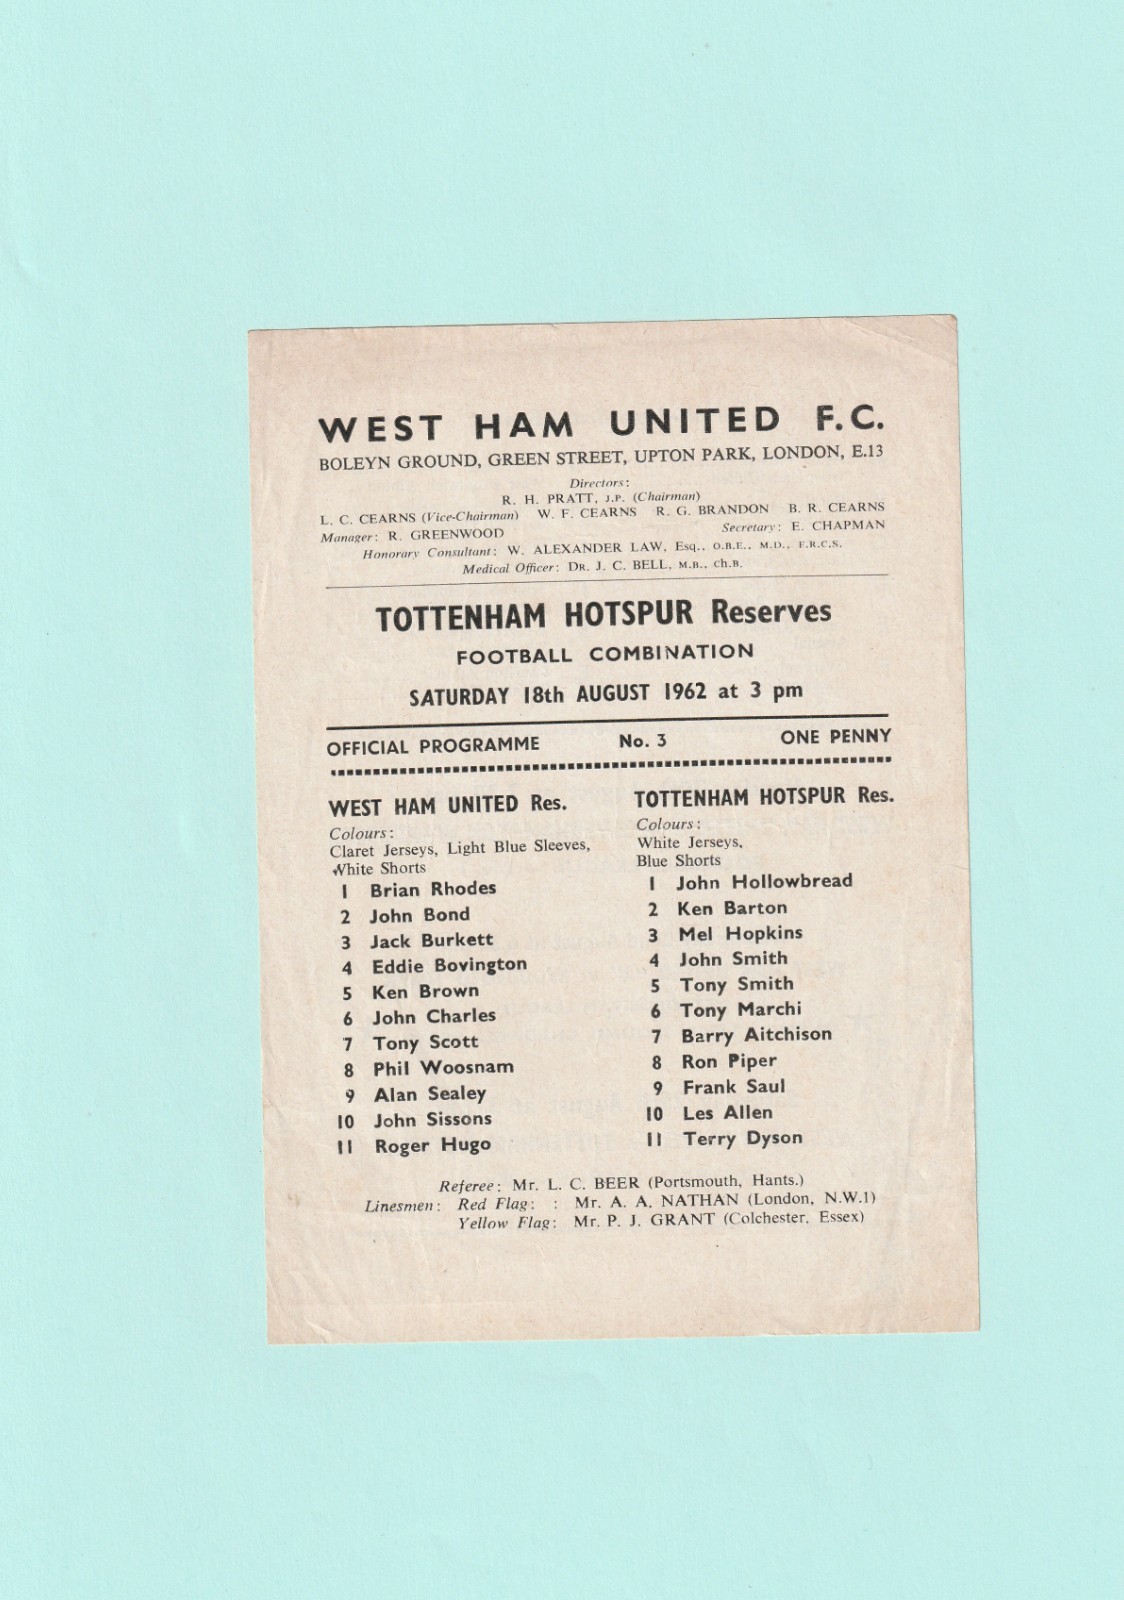 WEST HAM UNITED F.C.
BOLEYN GROUND, GREEN STREET, UPTON PARK, LONDON, E.13
Directors:
R. H. PRATT, J.P. (Chairman)
L. C. CEARNS (Vice-Chairman) W. F. CEARNS R. G. BRANDON B. R. CEARNS
Manager: R. GREENWOOD Secretary: E. CHAPMAN
Honorary Consultant: W. ALEXANDER LAW, Esq., O.B.E., M.D., F.R.C.S.
Medical Officer: DR. J. C. BELL, M.B., Ch.B.
TOTTENHAM HOTSPUR Reserves
FOOTBALL COMBINATION
SATURDAY 18th AUGUST 1962 at 3 pm
OFFICIAL PROGRAMME No. 3 ONE PENNY
WEST HAM UNITED Res.
Colours:
Claret Jerseys, Light Blue Sleeves,
White Shorts
1 Brian Rhodes
2 John Bond
3 Jack Burkett
4 Eddie Bovington
5 Ken Brown
6 John Charles
7 Tony Scott
8 Phil Woosnam
9 Alan Sealey
10 John Sissons
11 Roger Hugo
TOTTENHAM HOTSPUR Res.
Colours:
White Jerseys,
Blue Shorts
1 John Hollowbread
2 Ken Barton
3 Mel Hopkins
4 John Smith
5 Tony Smith
6 Tony Marchi
7 Barry Aitchison
8 Ron Piper
9 Frank Saul
10 Les Allen
11 Terry Dyson
Referee: Mr. L. C. BEER (Portsmouth, Hants.)
Linesmen: Red Flag: : Mr. A. A. NATHAN (London, N.W.1)
Yellow Flag: Mr. P. J. GRANT (Colchester, Essex)